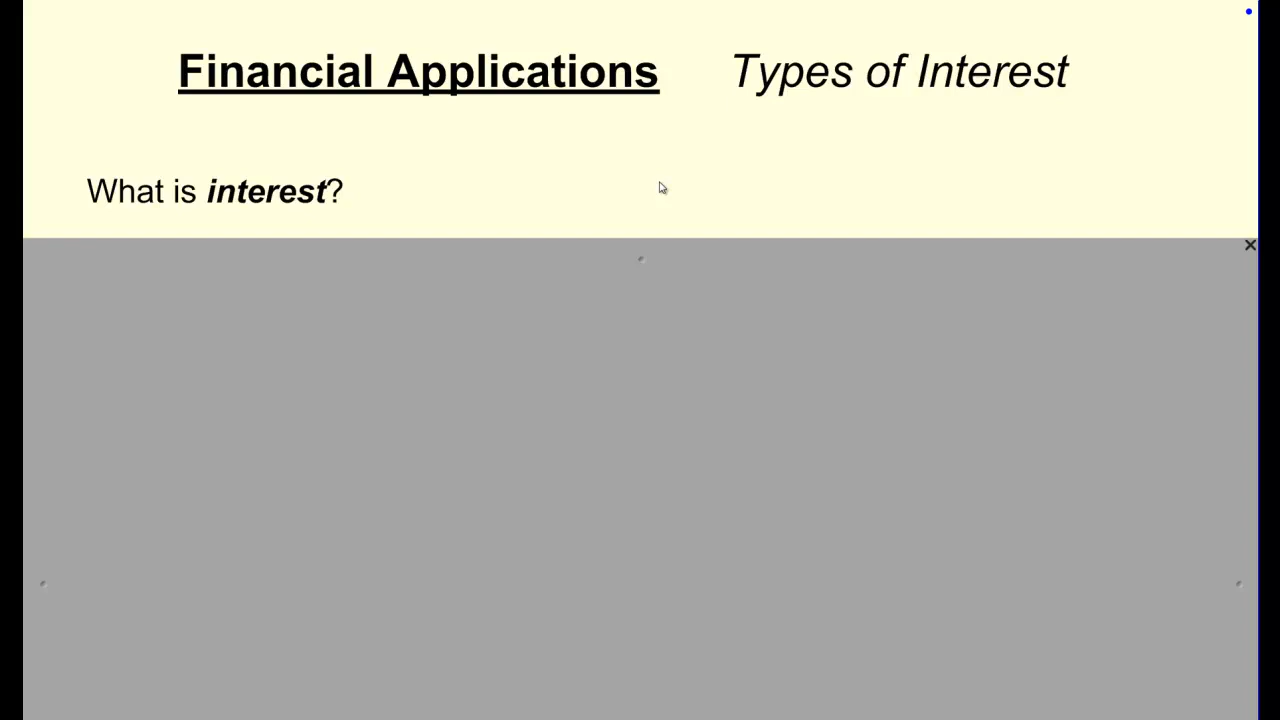 Financial Applications Types of Interest
What is interest?